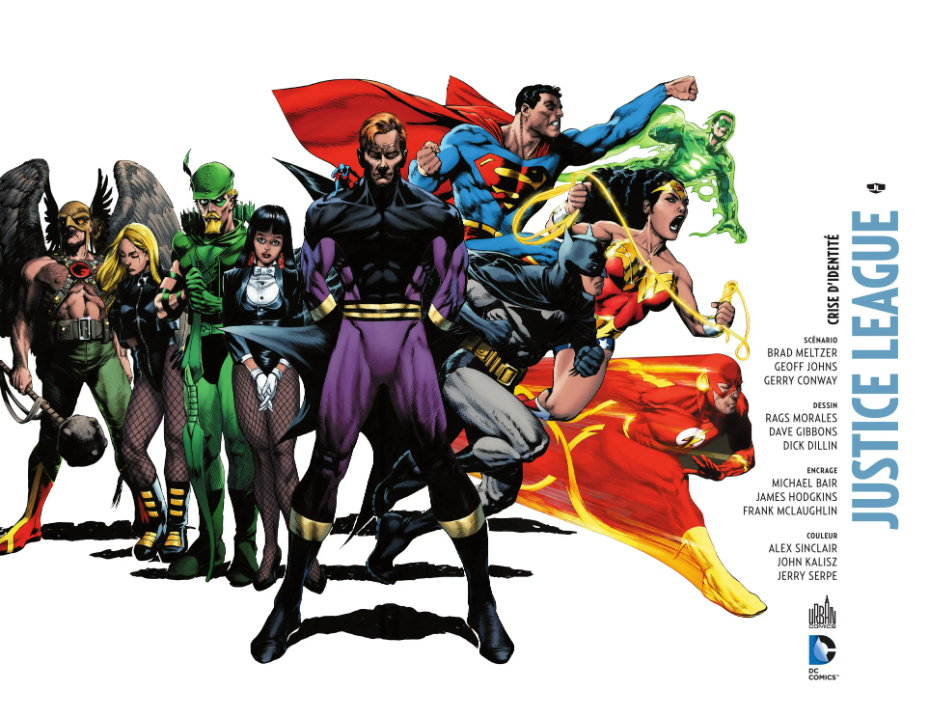 JUSTICE LEAGUE
CRISE D'IDENTITÉ
SCÉNARIO
BRAD MELTZER
GEOFF JOHNS
GERRY CONWAY
DESSIN
RAGS MORALES
DAVE GIBBONS
DICK DILLIN
ENCRAGE
MICHAEL BAIR
JAMES HODGKINS
FRANK MCLAUGHLIN
COULEUR
ALEX SINCLAIR
JOHN KALISZ
JERRY SERPE
URBAN
COMICS
DC
COMICS™